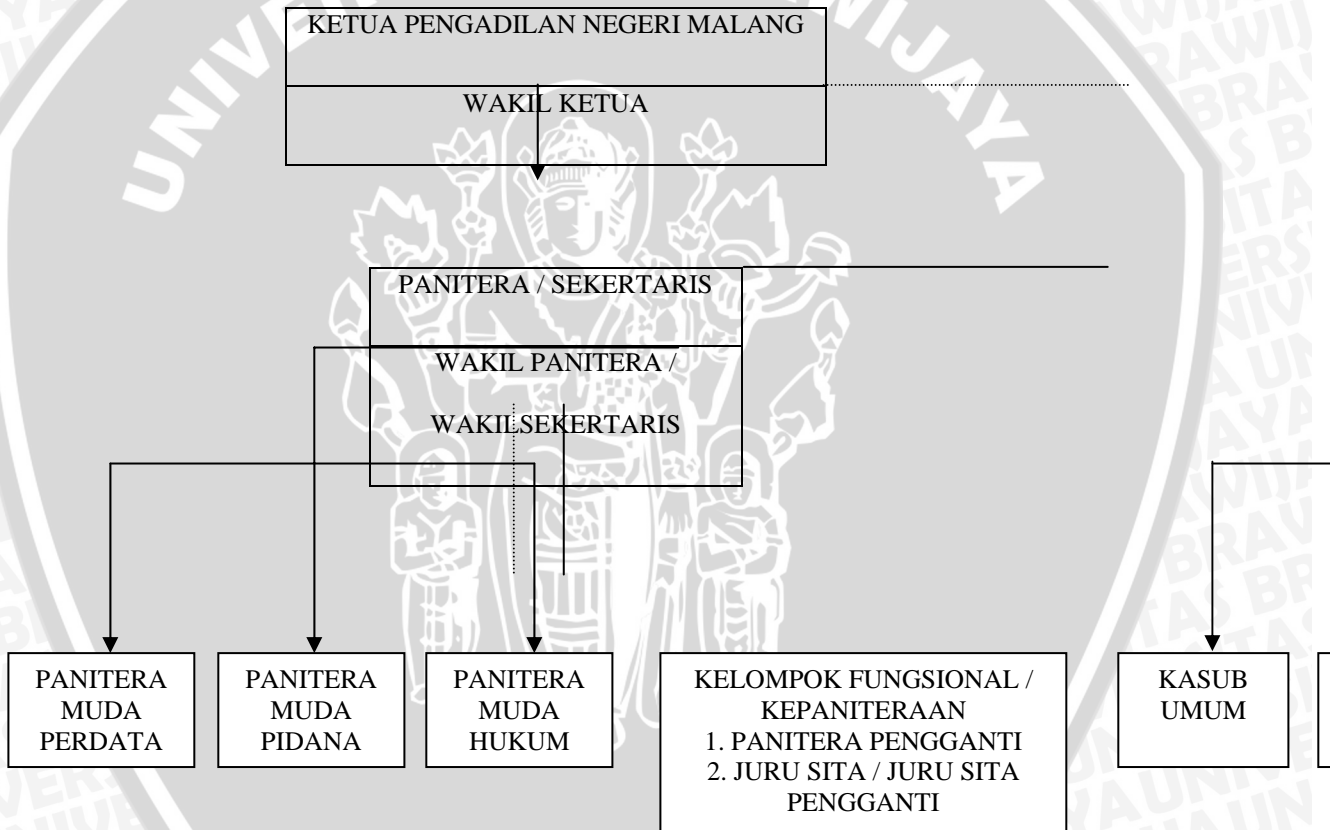 KETUA PENGADILAN NEGERI MALANG
WAKIL KETUA
PANITERA / SEKERTARIS
WAKIL PANITERA /
WAKILSEKERTARIS
PANITERA
MUDA
PERDATA
PANITERA
MUDA
PIDANA
PANITERA
MUDA
HUKUM
KELOMPOK FUNGSIONAL /
KEPANITERAAN
1. PANITERA PENGGANTI
2. JURU SITA / JURU SITA
PENGGANTI
KASUB
UMUM